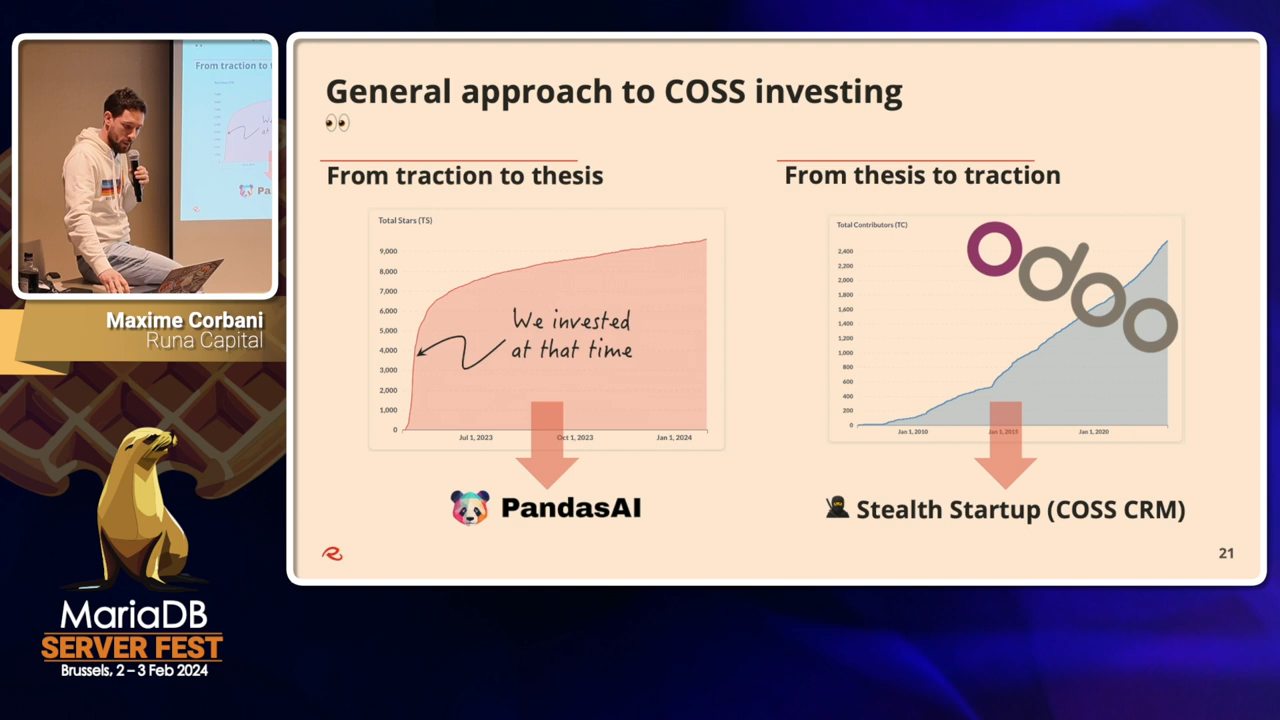 General approach to COSS investing
👀
From traction to thesis
Total Stars (TS)
9,000
8,000
7,000
6,000
5,000
4,000
3,000
2,000
1,000
0
Jul 1, 2023
Oct 1, 2023
Jan 1, 2024
We invested
at that time
PandasAI
From thesis to traction
Total Contributors (TC)
2,400
2,200
2,000
1,800
1,600
1,400
1,200
1,000
800
600
400
200
0
Jan 1, 2010
Jan 1, 2015
Jan 1, 2020
odoo
Stealth Startup (COSS CRM)
21
From traction to
Maxime Corbani
Runa Capital
MariaDB
SERVER FEST
Brussels, 2 – 3 Feb 2024